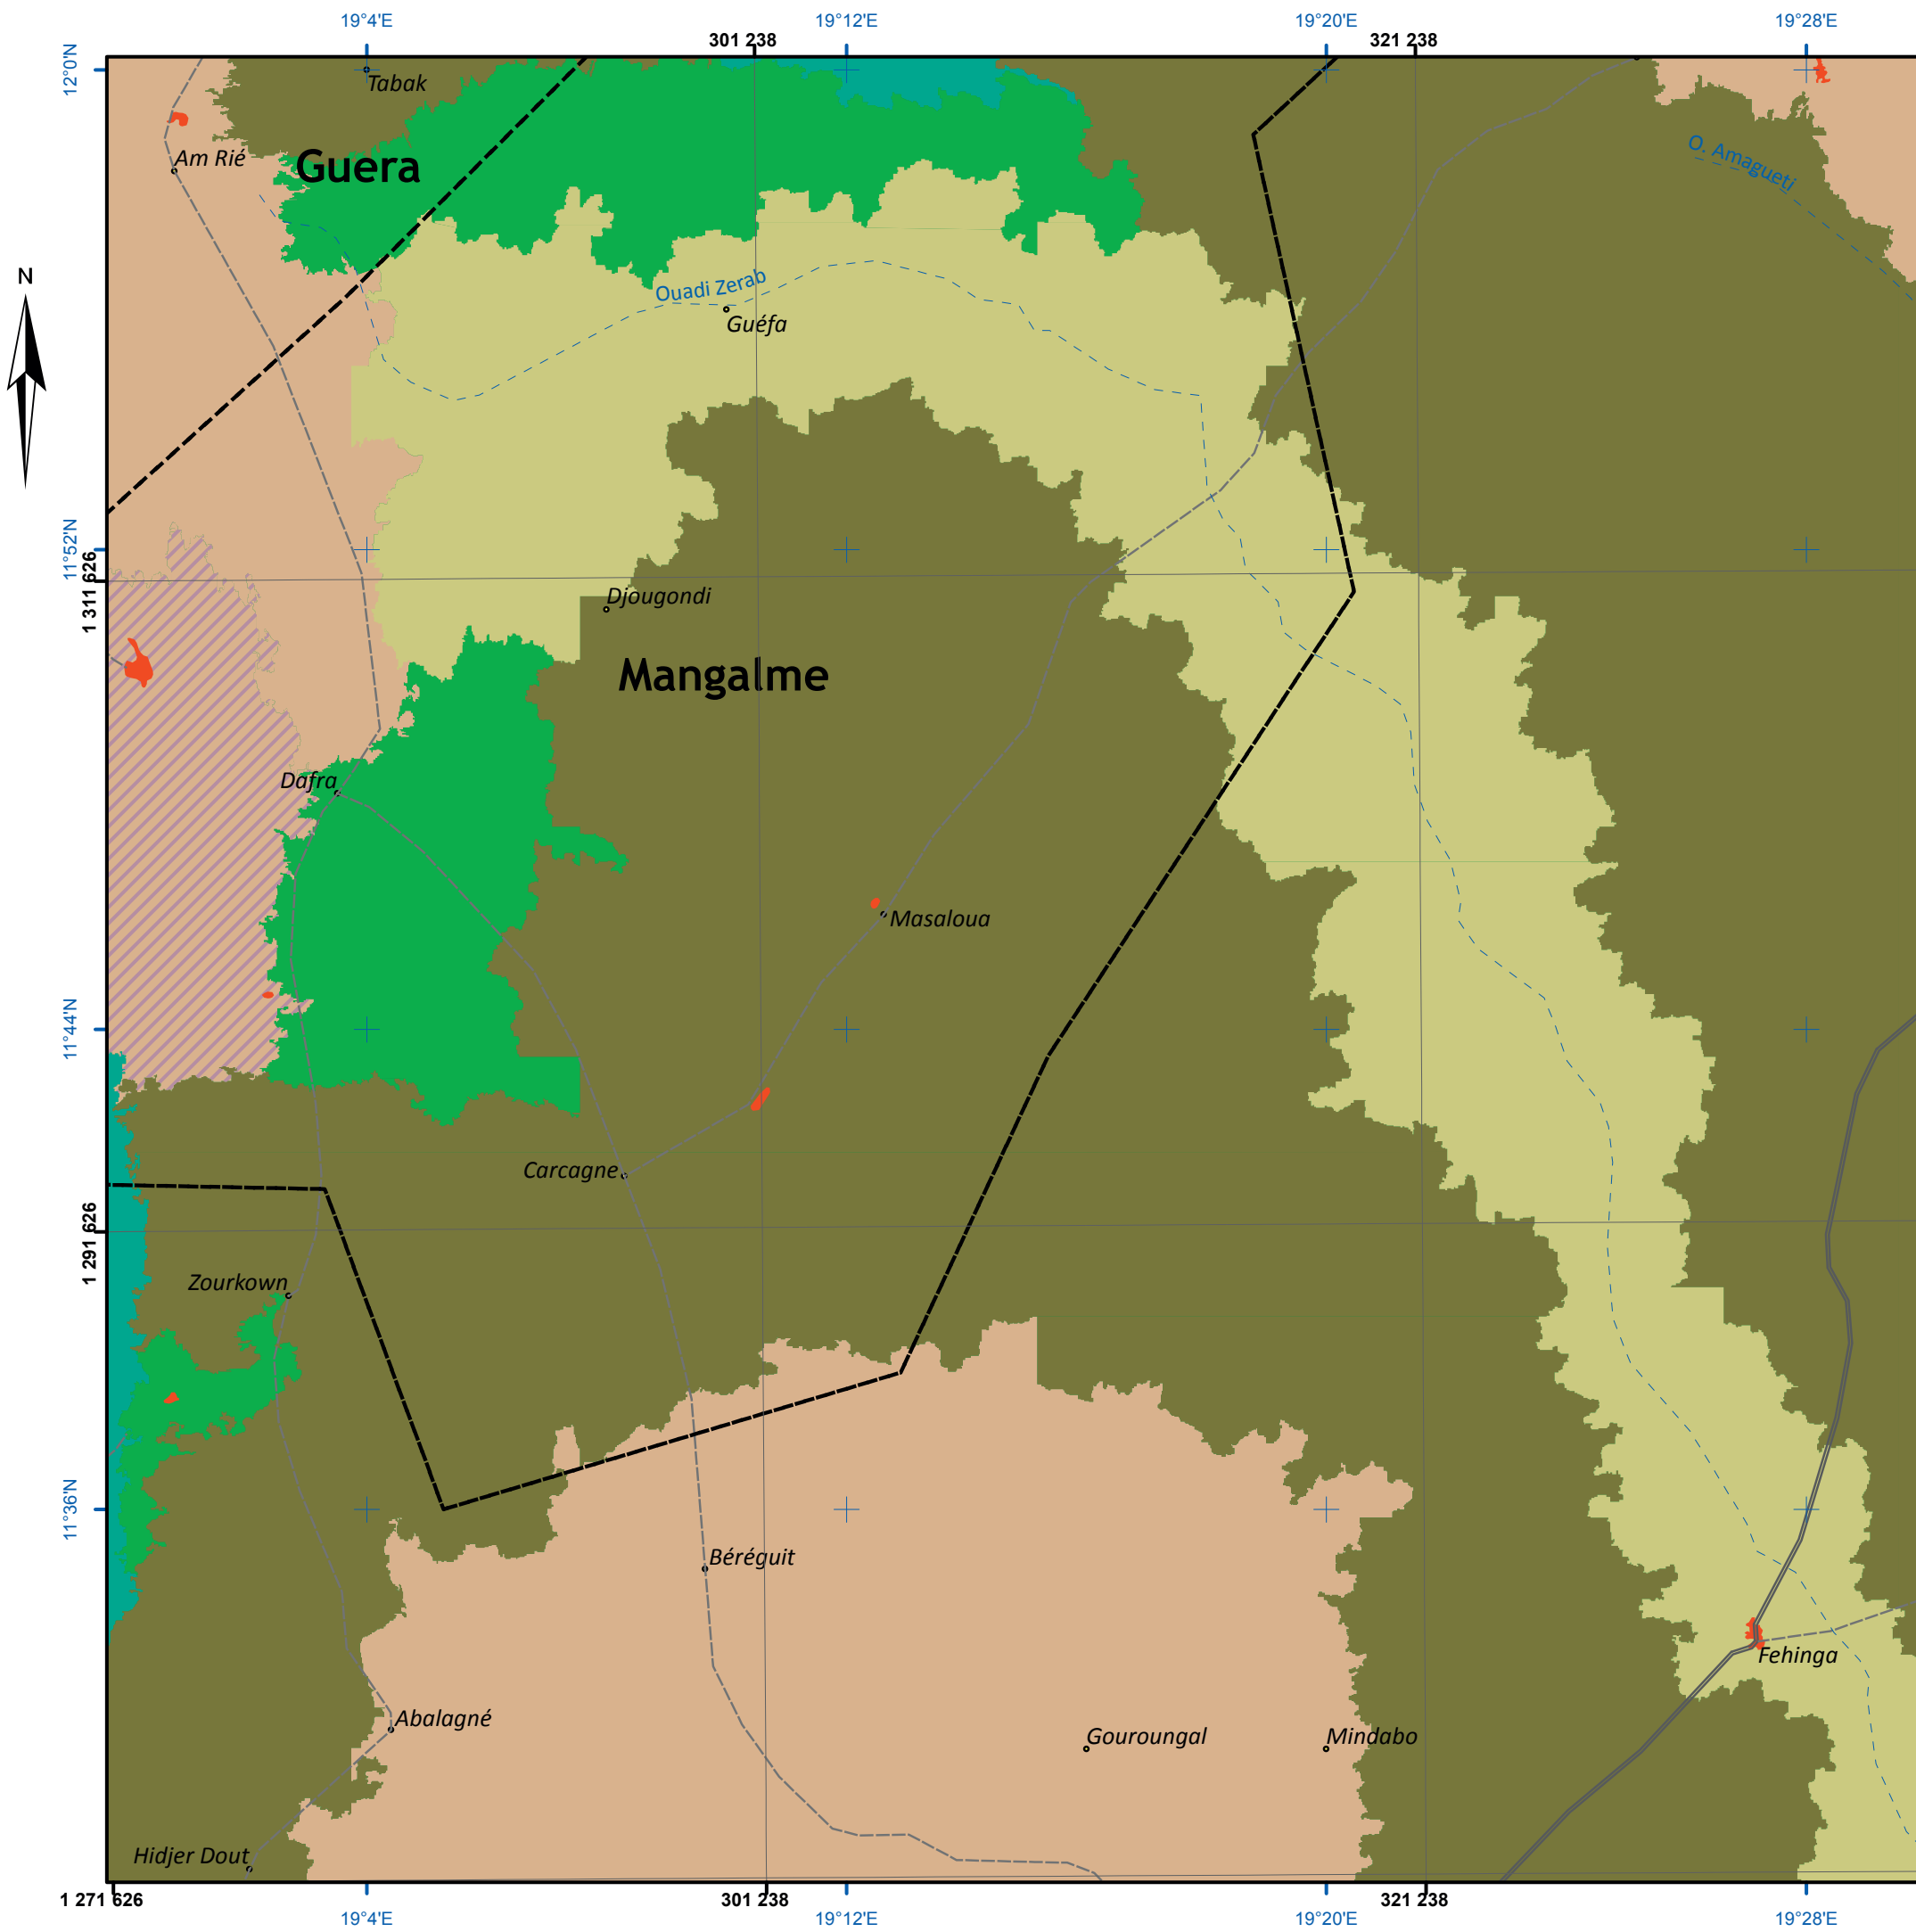 19°4'E 19°12'E 19°20'E 19°28'E
301 238 321 238
12°0'N
Tabak
Am Rié
Guera
O. Amagueti
N
Ouadi Zerab
Guéfa
11°52'N
1 311 626
Djougondi
Mangalme
Dafra
Masaloua
11°44'N
Carcagne
1 291 626
Zourkown
11°36'N
Béréguit
Fehinga
Abalagné
Gouroungal
Mindabo
Hidjer Dout
1 271 626 301 238 321 238
19°4'E 19°12'E 19°20'E 19°28'E